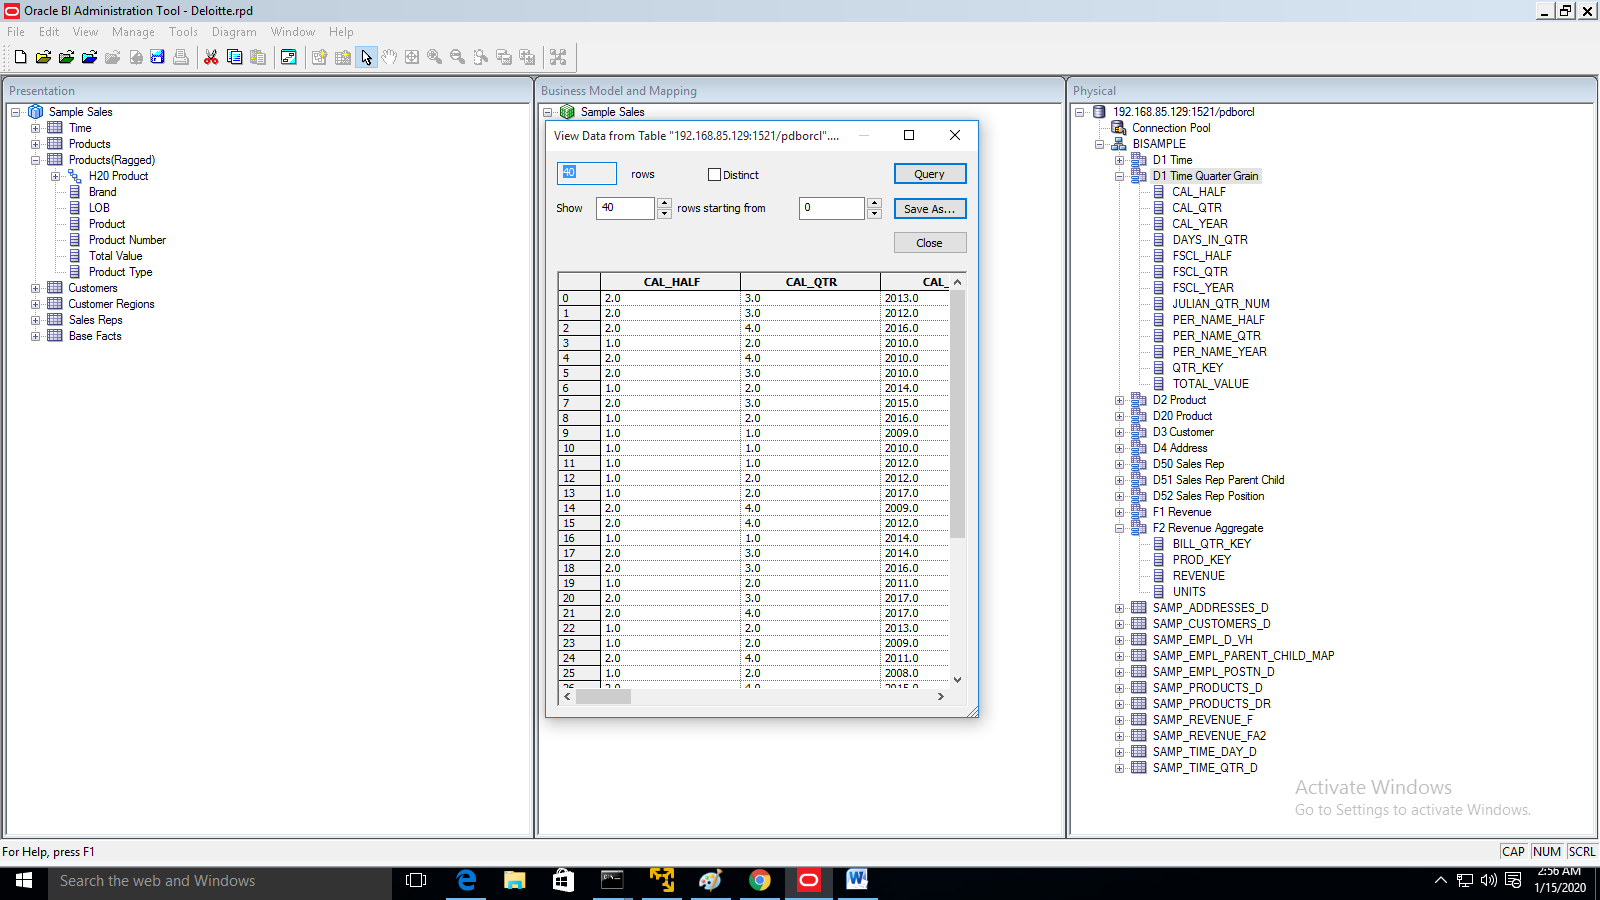 Oracle BI Administration Tool - Deloitte.rpd
File Edit View Manage Tools Diagram Window Help
Presentation
Sample Sales
Time
Products
Products(Ragged)
H20 Product
Brand
LOB
Product
Product Number
Total Value
Product Type
Customers
Customer Regions
Sales Reps
Base Facts
Business Model and Mapping
Sample Sales
View Data from Table "192.168.85.129:1521/pdborcl"....
40 rows Distinct Query
Show 40 rows starting from 0 Save As...
Close
CAL_HALF CAL_QTR CAL_
0 2.0 3.0 2013.0
1 2.0 3.0 2012.0
2 2.0 4.0 2016.0
3 1.0 2.0 2010.0
4 2.0 4.0 2010.0
5 2.0 3.0 2010.0
6 1.0 2.0 2014.0
7 2.0 3.0 2015.0
8 1.0 2.0 2016.0
9 1.0 1.0 2009.0
10 1.0 1.0 2010.0
11 1.0 1.0 2012.0
12 1.0 2.0 2012.0
13 1.0 2.0 2017.0
14 2.0 4.0 2009.0
15 2.0 4.0 2012.0
16 1.0 1.0 2014.0
17 2.0 3.0 2014.0
18 2.0 3.0 2016.0
19 1.0 2.0 2011.0
20 2.0 3.0 2017.0
21 2.0 4.0 2017.0
22 1.0 2.0 2013.0
23 1.0 2.0 2009.0
24 2.0 4.0 2011.0
25 1.0 2.0 2008.0
26 2.0 4.0 2015.0
Physical
192.168.85.129:1521/pdborcl
Connection Pool
BISAMPLE
D1 Time
D1 Time Quarter Grain
CAL_HALF
CAL_QTR
CAL_YEAR
DAYS_IN_QTR
FSCL_HALF
FSCL_QTR
FSCL_YEAR
JULIAN_QTR_NUM
PER_NAME_HALF
PER_NAME_QTR
PER_NAME_YEAR
QTR_KEY
TOTAL_VALUE
D2 Product
D20 Product
D3 Customer
D4 Address
D50 Sales Rep
D51 Sales Rep Parent Child
D52 Sales Rep Position
F1 Revenue
F2 Revenue Aggregate
BILL_QTR_KEY
PROD_KEY
REVENUE
UNITS
SAMP_ADDRESSES_D
SAMP_CUSTOMERS_D
SAMP_EMPL_D_VH
SAMP_EMPL_PARENT_CHILD_MAP
SAMP_EMPL_POSTN_D
SAMP_PRODUCTS_D
SAMP_PRODUCTS_DR
SAMP_REVENUE_F
SAMP_REVENUE_FA2
SAMP_TIME_DAY_D
SAMP_TIME_QTR_D
Activate Windows
Go to Settings to activate Windows.
For Help, press F1 CAP NUM SCRL
Search the web and Windows
2:56 AM
1/15/2020